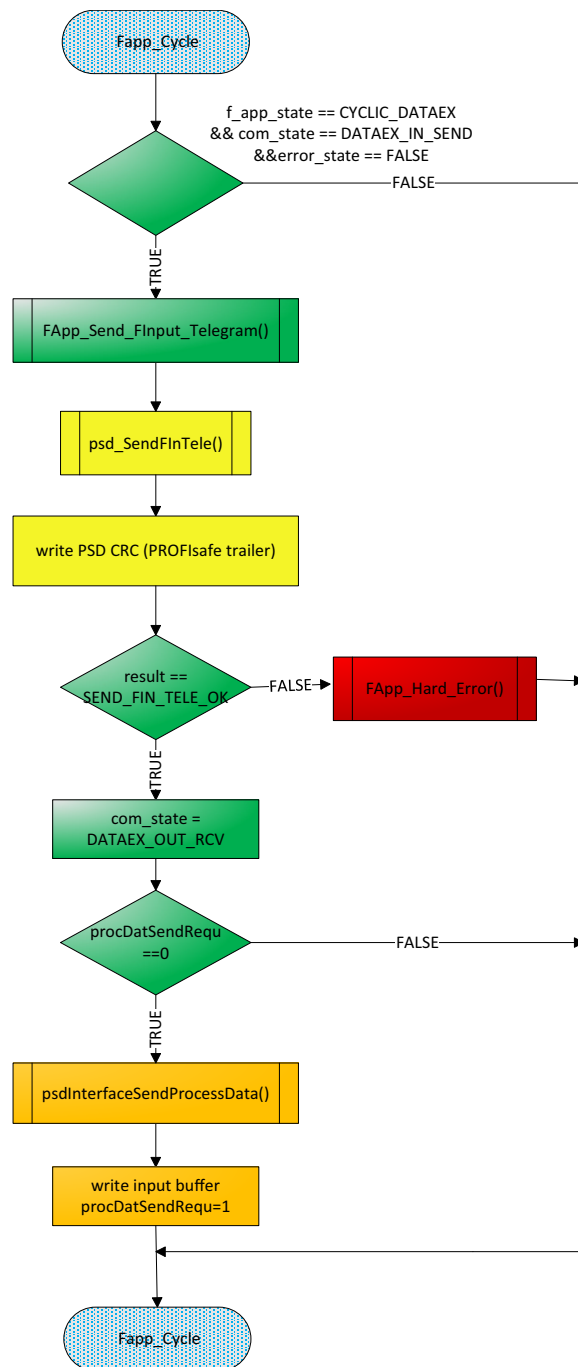 Fapp_Cycle
f_app_state == CYCLIC_DATAEX
&& com_state == DATAEX_IN_SEND
&&error_state == FALSE
FALSE
TRUE
FApp_Send_FInput_Telegram()
psd_SendFInTele()
write PSD CRC (PROFIsafe trailer)
result ==
SEND_FIN_TELE_OK
FALSE
FApp_Hard_Error()
TRUE
com_state =
DATAEX_OUT_RCV
procDatSendRequ
==0
FALSE
TRUE
psdInterfaceSendProcessData()
write input buffer
procDatSendRequ=1
Fapp_Cycle